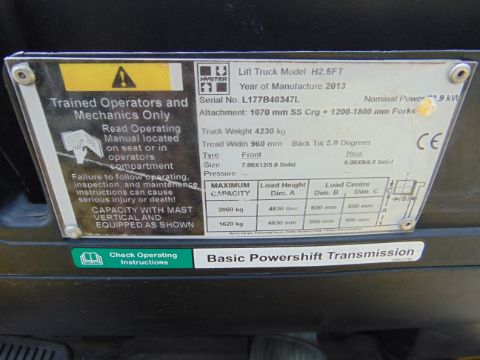 Trained Operators and
Mechanics Only
Read Operating
Manual located
on seat or in
operators
compartment
Failure to follow operating,
inspection, and maintenance
instructions can cause
serious injury or death!
CAPACITY WITH MAST
VERTICAL AND
EQUIPPED AS SHOWN
HYSTER
Lift Truck Model H2.5FT
Year of Manufacture 2013
Serial No. L177B40347L Nominal Power .9 kW
Attachment: 1070 mm SS Crg + 1200-1800 mm Forks
Truck Weight 4230 kg
Tread Width 960 mm Back Tilt 5.0 Degrees
CE
Type Front
Size: 7.00X12/5.0 Solid 6.00X9/4.0 Solid
Pressure
MAXIMUM CAPACITY Load Height Dim. A Load Centre Dim. B Dim. C
2060 kg 4830 600 mm 600 mm
1620 kg 4830 mm 900 mm
Check Operating
Instructions
Basic Powershift Transmission